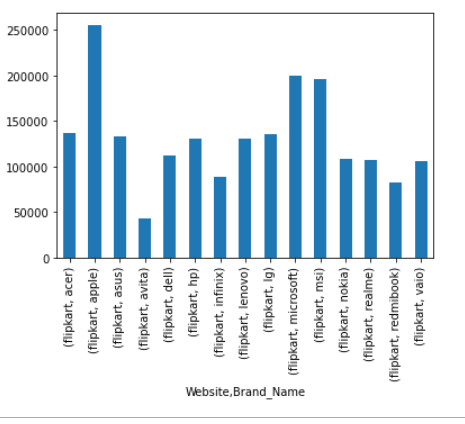 250000
200000
150000
100000
50000
0
(flipkart, acer)
(flipkart, apple)
(flipkart, asus)
(flipkart, avita)
(flipkart, dell)
(flipkart, hp)
(flipkart, infinix)
(flipkart, lenovo)
(flipkart, lg)
(flipkart, microsoft)
(flipkart, msi)
(flipkart, nokia)
(flipkart, realme)
(flipkart, redmibook)
(flipkart, vaio)
Website,Brand_Name